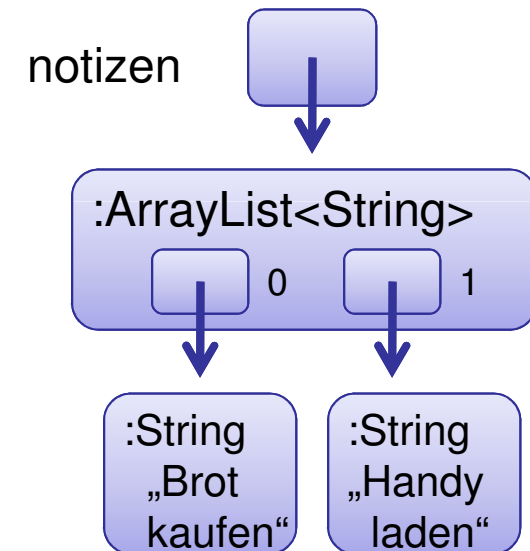 notizen
:ArrayList<String>
0 1
:String
„Brot
kaufen“
:String
„Handy
laden“